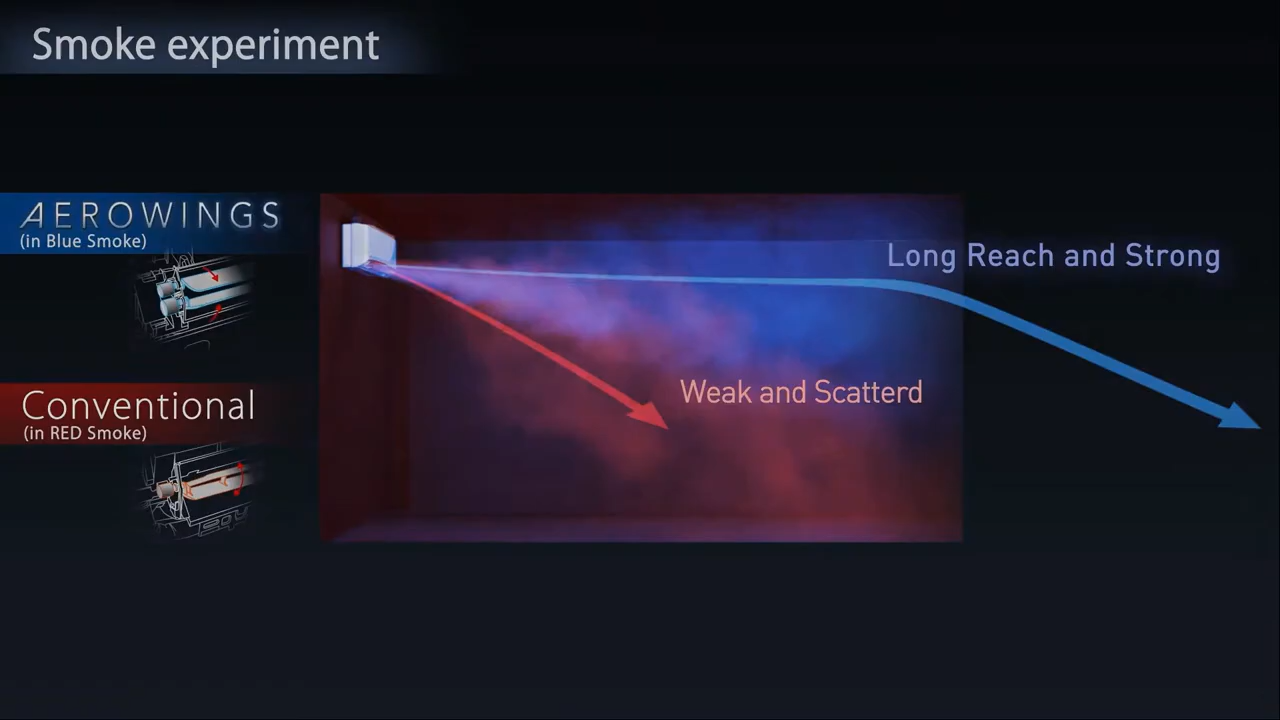 Smoke experiment
AEROWINGS
(in Blue Smoke)
Long Reach and Strong
Weak and Scatterd
Conventional
(in RED Smoke)